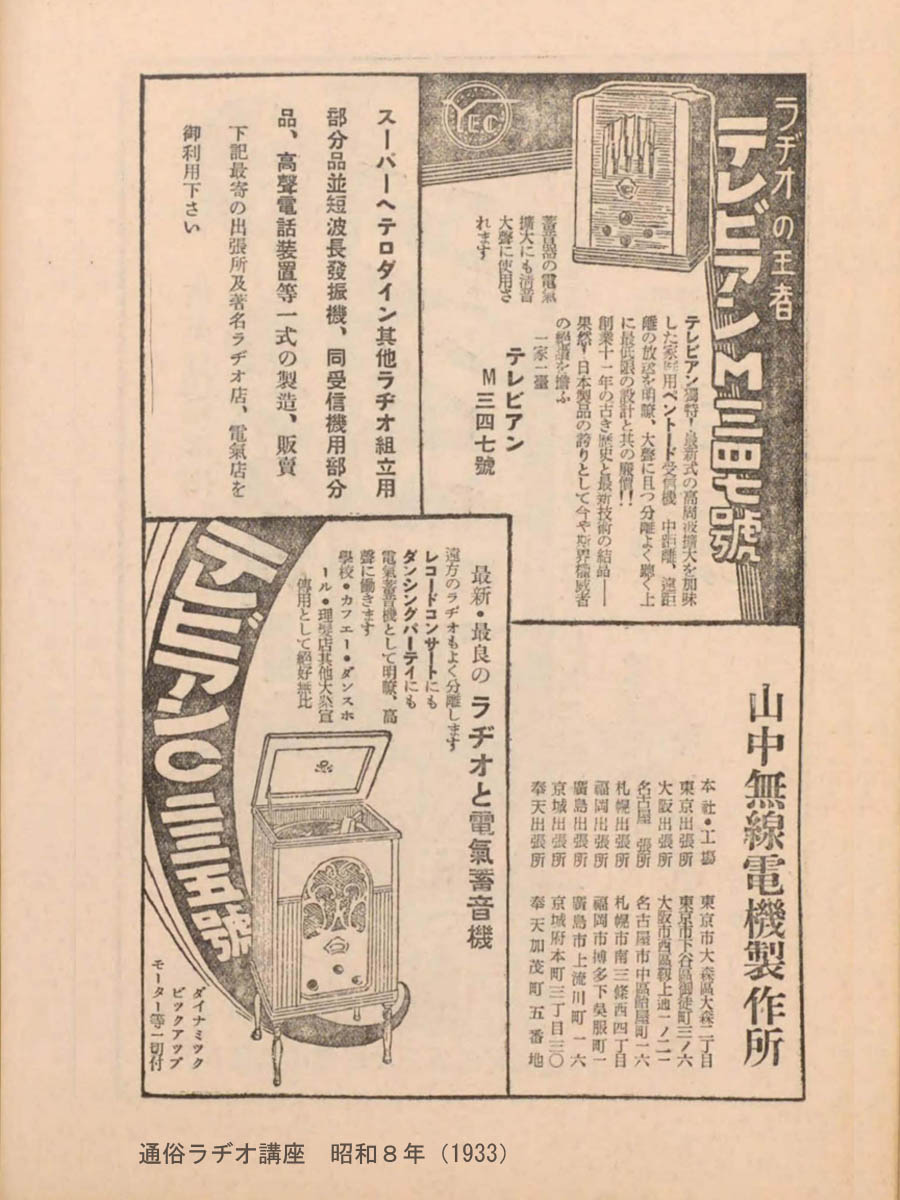 ラヂオの王者
テレビアンM三四七號
YEC
テレビアン獨特！最新式の高周波擴大を加味
した家庭用ペントード受信機　中距離、遠距
離の放送を明瞭、大聲に且つ分離よく聽く上
に最低限の設計と其の廉價！！
創業十一年の古き歷史と最新技術の結晶――
果然！日本製品の誇りとして今や斯界權威者
の絕讃を擔ふ
一家一臺
テレビアン
M三四七號
蓄音器の電氣
擴大にも淸音
大聲に使用さ
れます
スーパーヘテロダイン其他ラヂオ組立用
部分品並短波長發振機、同受信機用部分
品、高聲電話装置等一式の製造、販賣
下記最寄の出張所及著名ラヂオ店、電氣店を
御利用下さい
山中無線電機製作所
本社・工場　東京市大森區大森二丁目
東京出張所　東京市下谷區御徒町三ノ六
大阪出張所　大阪市西區靱上通一ノ二一
名古屋　張所　名古屋市中區飴屋町一六
札幌出張所　札幌市南三條西四丁目
福岡出張所　福岡市博多下吳服町一
廣島出張所　廣島市上流川町一六
京城出張所　京城府本町三丁目三〇
奉天出張所　奉天加茂町五番地
最新・最良のラヂオと電氣蓄音機
遠方のラヂオもよく分離します
レコードコンサートにも
ダンシングパーテイにも
電氣蓄音機として明瞭、高
聲に働きます
學校・カフエー・ダンスホ
ール・理髮店其他大衆宣
傳用として絕好無比
テレビアンC二三五號
ダイナミツク
ピックアップ
モーター等一切付
通俗ラヂオ講座　昭和８年（1933）